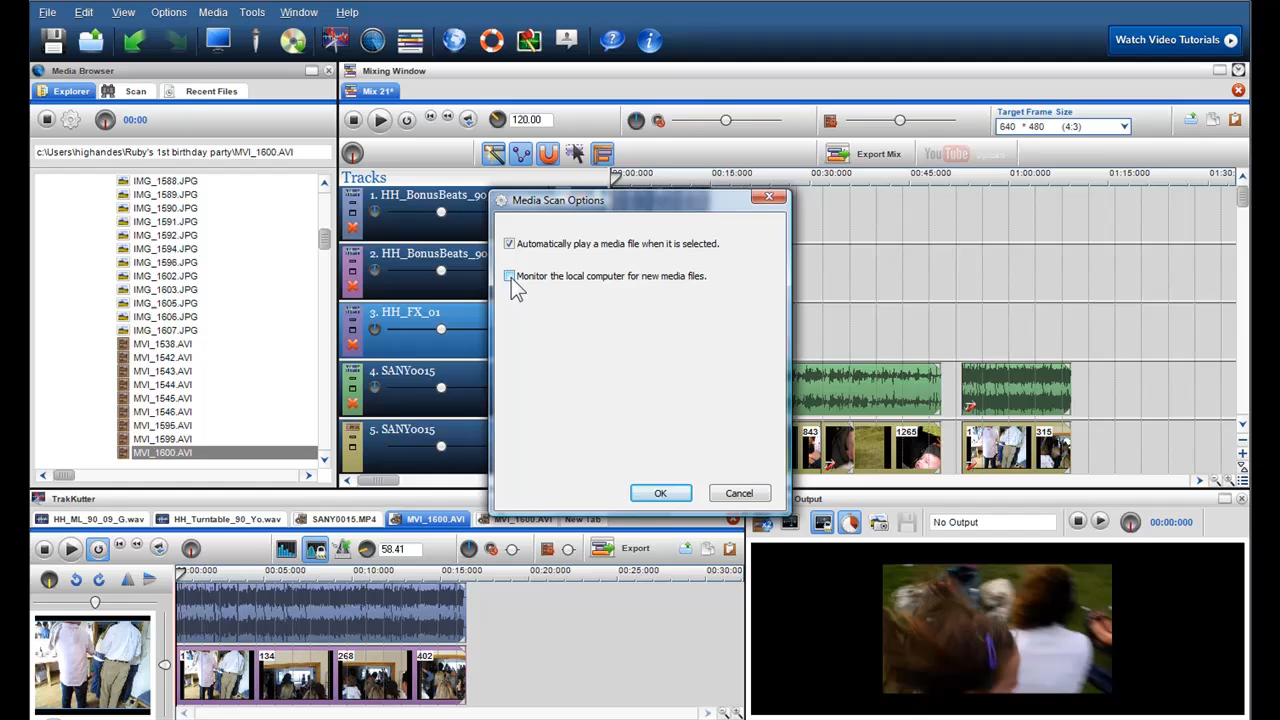 File Edit View Options Media Tools Window Help
Watch Video Tutorials
Media Browser
Mixing Window
Explorer Scan Recent Files
Mix 21*
00:00
120.00
Target Frame Size
640 * 480 (4:3)
c:\Users\highandes\Ruby's 1st birthday party\MVI_1600.AVI
Export Mix
You Tube
Tracks
00:00:000 00:15:000 00:30:000 00:45:000 01:00:000 01:15:000 01:30:
IMG_1588.JPG
IMG_1589.JPG
IMG_1590.JPG
IMG_1591.JPG
IMG_1592.JPG
IMG_1594.JPG
IMG_1600.JPG
IMG_1602.JPG
IMG_1603.JPG
IMG_1605.JPG
IMG_1606.JPG
IMG_1607.JPG
MVI_1538.AVI
MVI_1542.AVI
MVI_1543.AVI
MVI_1544.AVI
MVI_1545.AVI
MVI_1546.AVI
MVI_1595.AVI
MVI_1599.AVI
MVI_1600.AVI
1. HH_BonusBeats_90
2. HH_BonusBeats_90
3. HH_FX_01
4. SANY0015
5. SANY0015
Media Scan Options
Automatically play a media file when it is selected.
Monitor the local computer for new media files.
OK Cancel
843 1265 1 315
TrakKutter
Output
HH_ML_90_09_G.wav HH_Turntable_90_Yo.wav SANY0015.MP4 MVI_1600.AVI MVI_1600.AVI New Tab
No Output
00:00:000
58.41
Export
00:00:000 00:05:000 00:10:000 00:15:000 00:20:000 00:25:000 00:30:00
1 134 268 402